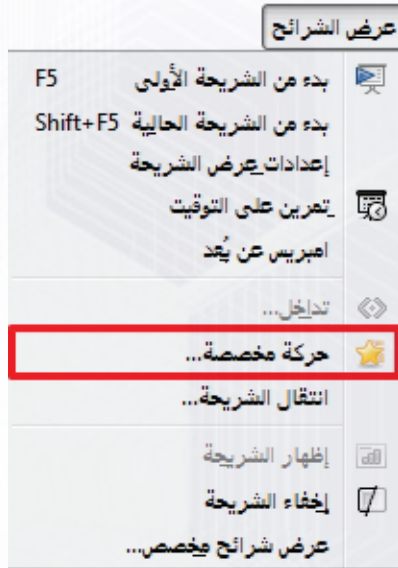 عرض الشرائح
بدء من الشريحة الأولى F5
بدء من الشريحة الحالية Shift+F5
إعدادات عرض الشريحة
تمرين على التوقيت
امبريس عن بُعد
تداخل...
حركة مخصصة...
انتقال الشريحة...
إظهار الشريحة
إخفاء الشريحة
عرض شرائح مخصص...